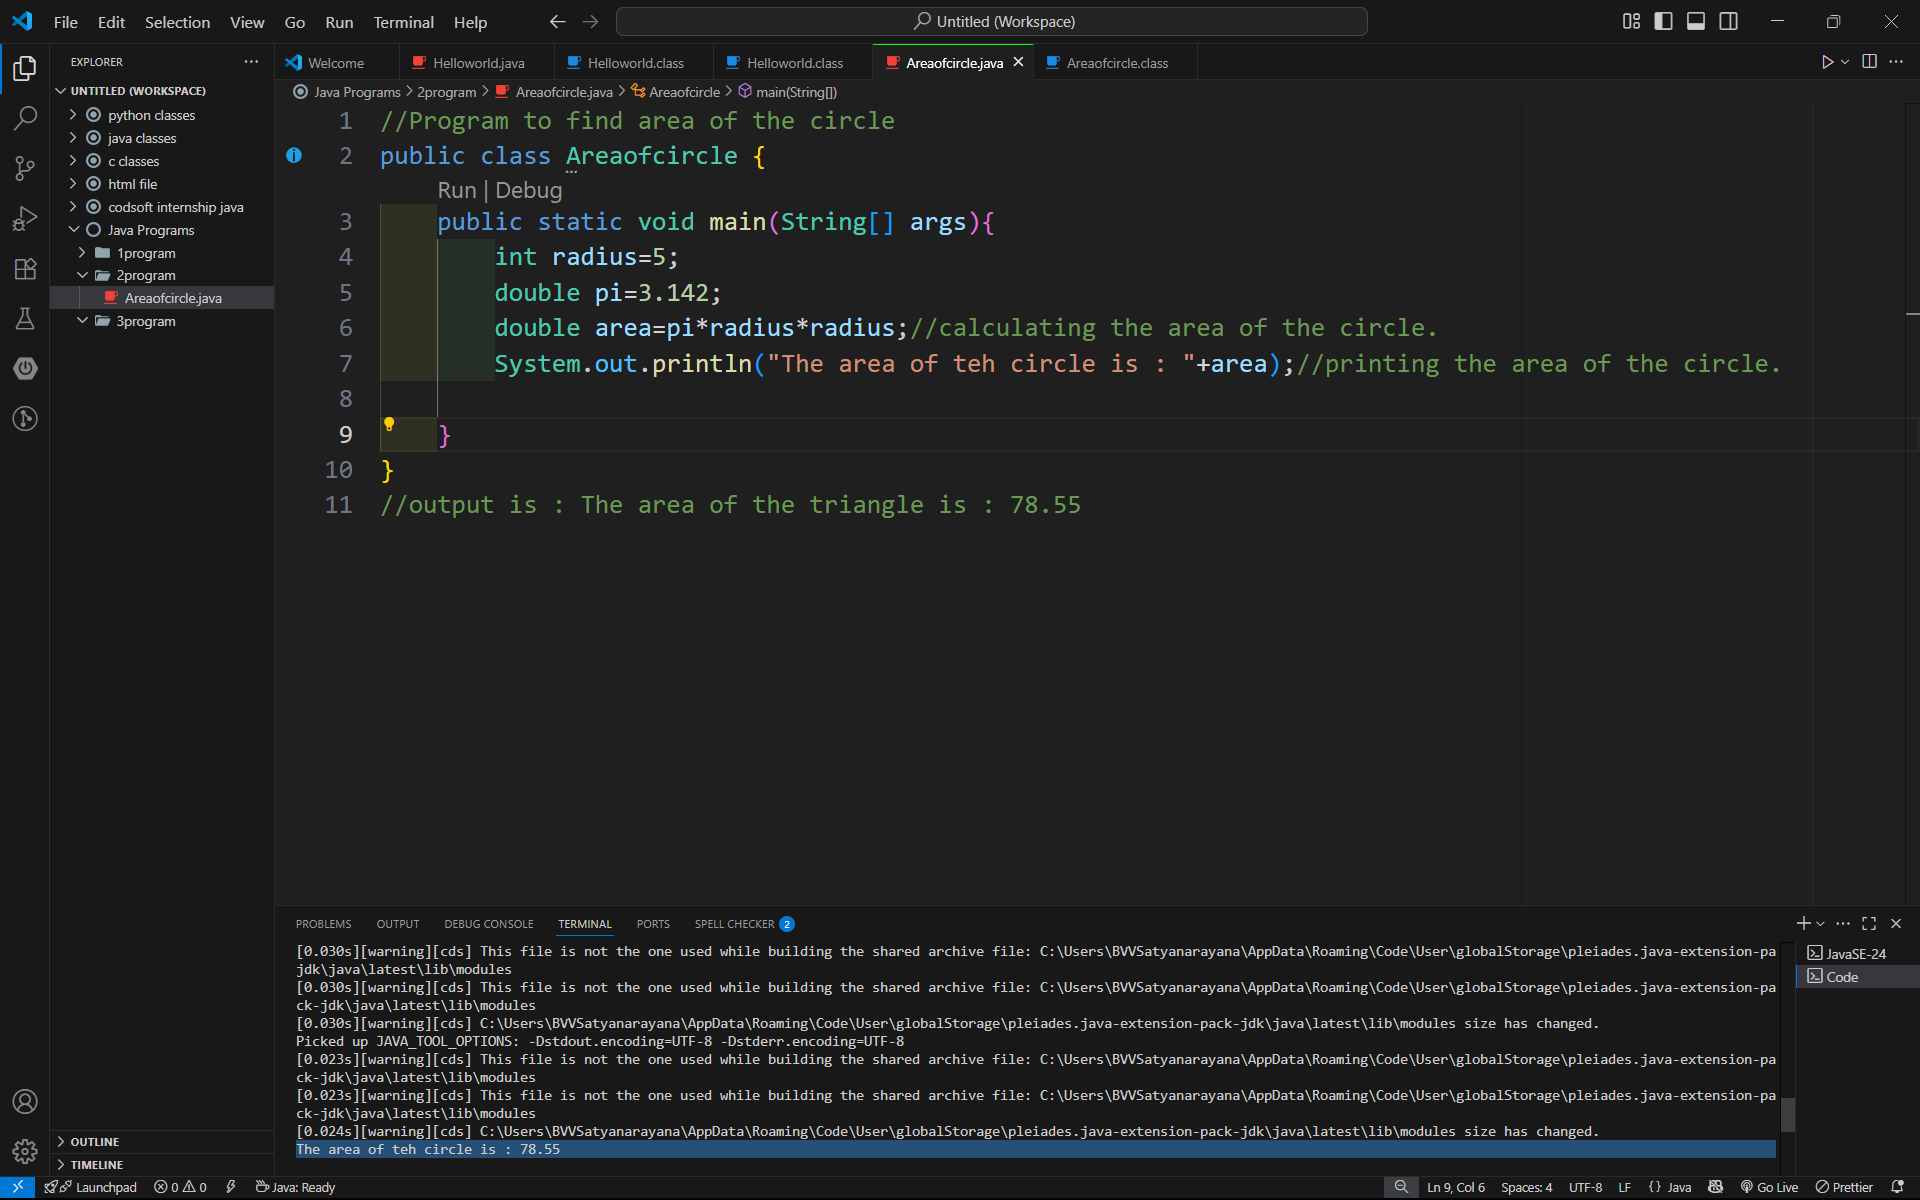 File Edit Selection View Go Run Terminal Help
Untitled (Workspace)
EXPLORER
UNTITLED (WORKSPACE)
python classes
java classes
c classes
html file
codsoft internship java
Java Programs
1program
2program
Areaofcircle.java
3program
OUTLINE
TIMELINE
Welcome Helloworld.java Helloworld.class Helloworld.class Areaofcircle.java Areaofcircle.class
Java Programs > 2program > Areaofcircle.java > Areaofcircle > main(String[])
1 //Program to find area of the circle
2 public class Areaofcircle {
Run | Debug
3 public static void main(String[] args){
4 int radius=5;
5 double pi=3.142;
6 double area=pi*radius*radius;//calculating the area of the circle.
7 System.out.println("The area of teh circle is : "+area);//printing the area of the circle.
8
9 }
10 }
11 //output is : The area of the triangle is : 78.55
PROBLEMS OUTPUT DEBUG CONSOLE TERMINAL PORTS SPELL CHECKER 2
[0.030s][warning][cds] This file is not the one used while building the shared archive file: C:\Users\BVVSatyanarayana\AppData\Roaming\Code\User\globalStorage\pleiades.java-extension-pa
jdk\java\latest\lib\modules
[0.030s][warning][cds] This file is not the one used while building the shared archive file: C:\Users\BVVSatyanarayana\AppData\Roaming\Code\User\globalStorage\pleiades.java-extension-pa
ck-jdk\java\latest\lib\modules
[0.030s][warning][cds] C:\Users\BVVSatyanarayana\AppData\Roaming\Code\User\globalStorage\pleiades.java-extension-pack-jdk\java\latest\lib\modules size has changed.
Picked up JAVA_TOOL_OPTIONS: -Dstdout.encoding=UTF-8 -Dstderr.encoding=UTF-8
[0.023s][warning][cds] This file is not the one used while building the shared archive file: C:\Users\BVVSatyanarayana\AppData\Roaming\Code\User\globalStorage\pleiades.java-extension-pa
ck-jdk\java\latest\lib\modules
[0.023s][warning][cds] This file is not the one used while building the shared archive file: C:\Users\BVVSatyanarayana\AppData\Roaming\Code\User\globalStorage\pleiades.java-extension-pa
ck-jdk\java\latest\lib\modules
[0.024s][warning][cds] C:\Users\BVVSatyanarayana\AppData\Roaming\Code\User\globalStorage\pleiades.java-extension-pack-jdk\java\latest\lib\modules size has changed.
The area of teh circle is : 78.55
JavaSE-24
Code
Launchpad 0 0 Java: Ready Ln 9, Col 6 Spaces: 4 UTF-8 LF {} Java Go Live Prettier